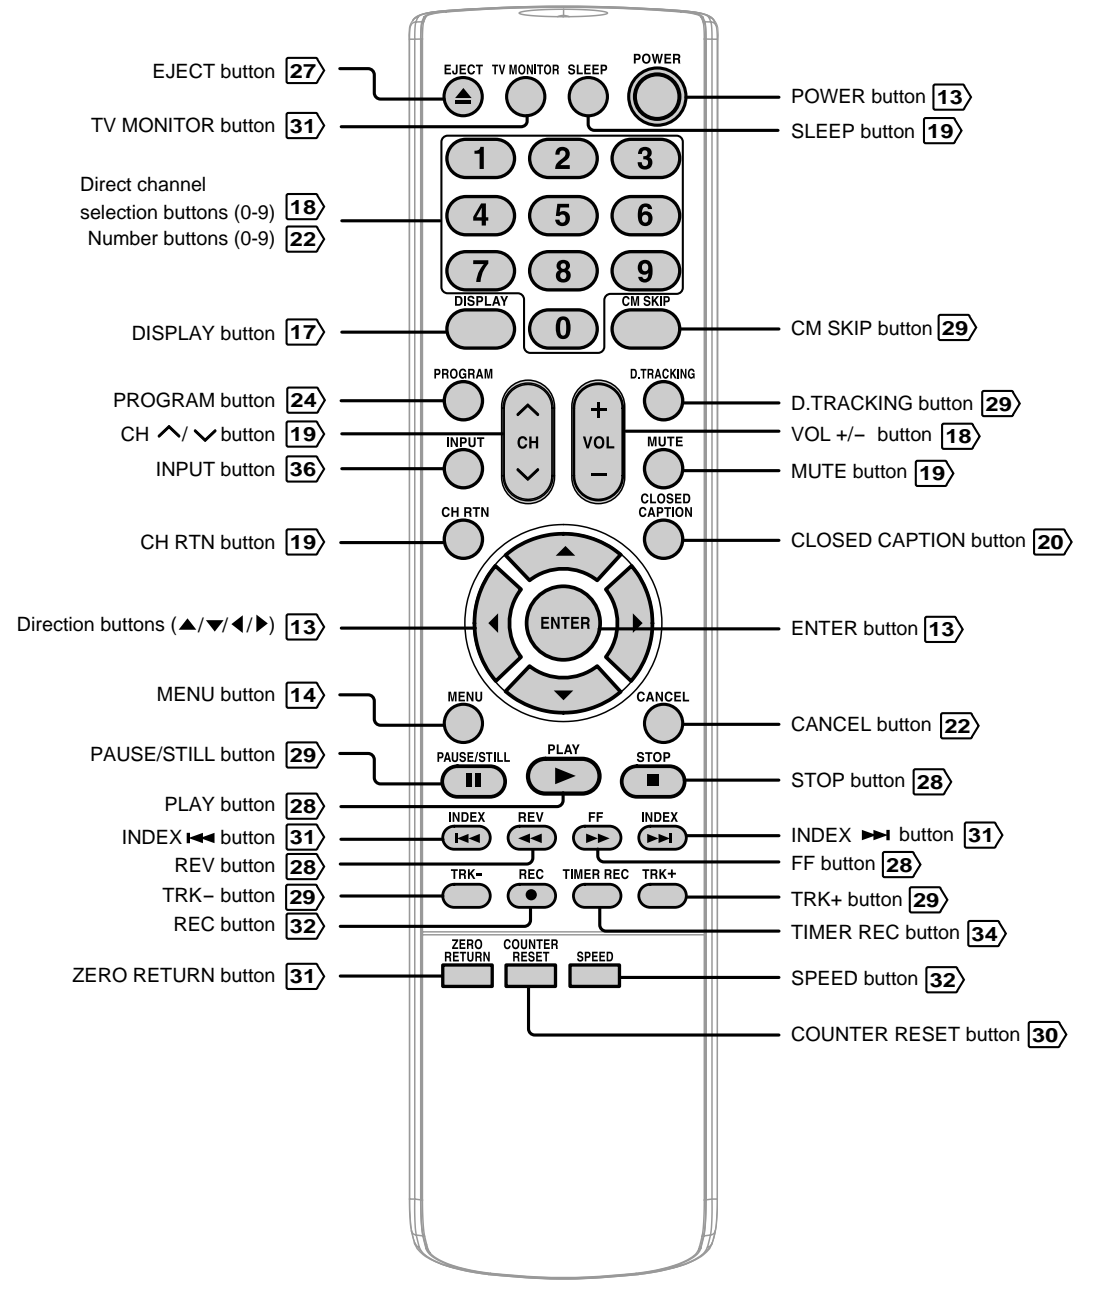 EJECT button 27
TV MONITOR button 31
Direct channel
selection buttons (0-9) 18
Number buttons (0-9) 22
DISPLAY button 17
PROGRAM button 24
CH ∧/∨ button 19
INPUT button 36
CH RTN button 19
Direction buttons (▲/▼/◀/▶) 13
MENU button 14
PAUSE/STILL button 29
PLAY button 28
INDEX I◀◀ button 31
REV button 28
TRK– button 29
REC button 32
ZERO RETURN button 31
EJECT TV MONITOR SLEEP POWER
1 2 3
4 5 6
7 8 9
DISPLAY 0 CM SKIP
PROGRAM D.TRACKING
CH + VOL –
INPUT MUTE
CH RTN
CLOSED
CAPTION
ENTER
MENU CANCEL
PAUSE/STILL PLAY STOP
INDEX REV FF INDEX
TRK– REC TIMER REC TRK+
ZERO
RETURN
COUNTER
RESET
SPEED
POWER button 13
SLEEP button 19
CM SKIP button 29
D.TRACKING button 29
VOL +/– button 18
MUTE button 19
CLOSED CAPTION button 20
ENTER button 13
CANCEL button 22
STOP button 28
INDEX ▶▶I button 31
FF button 28
TRK+ button 29
TIMER REC button 34
SPEED button 32
COUNTER RESET button 30